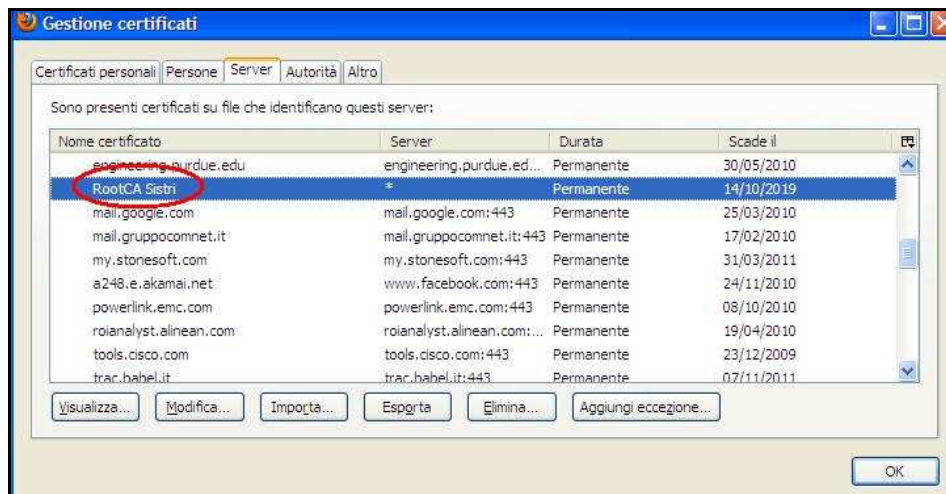 Gestione certificati
Certificati personali Persone Server Autorità Altro
Sono presenti certificati su file che identificano questi server:
Nome certificato Server Durata Scade il
engineering.purdue.edu engineering.purdue.ed... Permanente 30/05/2010
RootCA Sistri * Permanente 14/10/2019
mail.google.com mail.google.com:443 Permanente 25/03/2010
mail.gruppocomnet.it mail.gruppocomnet.it:443 Permanente 17/02/2010
my.stonesoft.com my.stonesoft.com:443 Permanente 31/03/2011
a248.e.akamai.net www.facebook.com:443 Permanente 24/11/2010
powerlink.emc.com powerlink.emc.com:443 Permanente 08/10/2010
roianalyst.alinean.com roianalyst.alinean.com:... Permanente 19/04/2010
tools.cisco.com tools.cisco.com:443 Permanente 23/12/2009
trac.babel.it trac.babel.it:443 Permanente 07/11/2011
Visualizza... Modifica... Importa... Esporta Elimina... Aggiungi eccezione...
OK